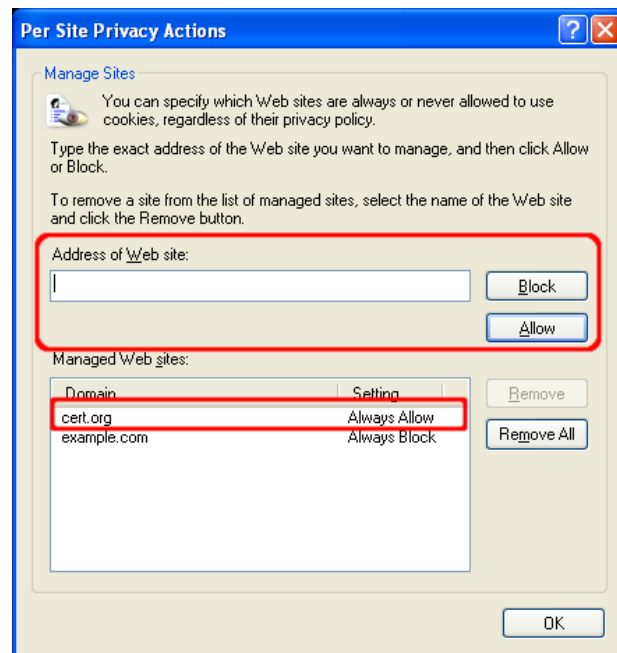 Per Site Privacy Actions
Manage Sites
You can specify which Web sites are always or never allowed to use
cookies, regardless of their privacy policy.
Type the exact address of the Web site you want to manage, and then click Allow
or Block.
To remove a site from the list of managed sites, select the name of the Web site
and click the Remove button.
Address of Web site:
Block
Allow
Managed Web sites:
Domain Setting Remove
cert.org Always Allow
example.com Always Block Remove All
OK